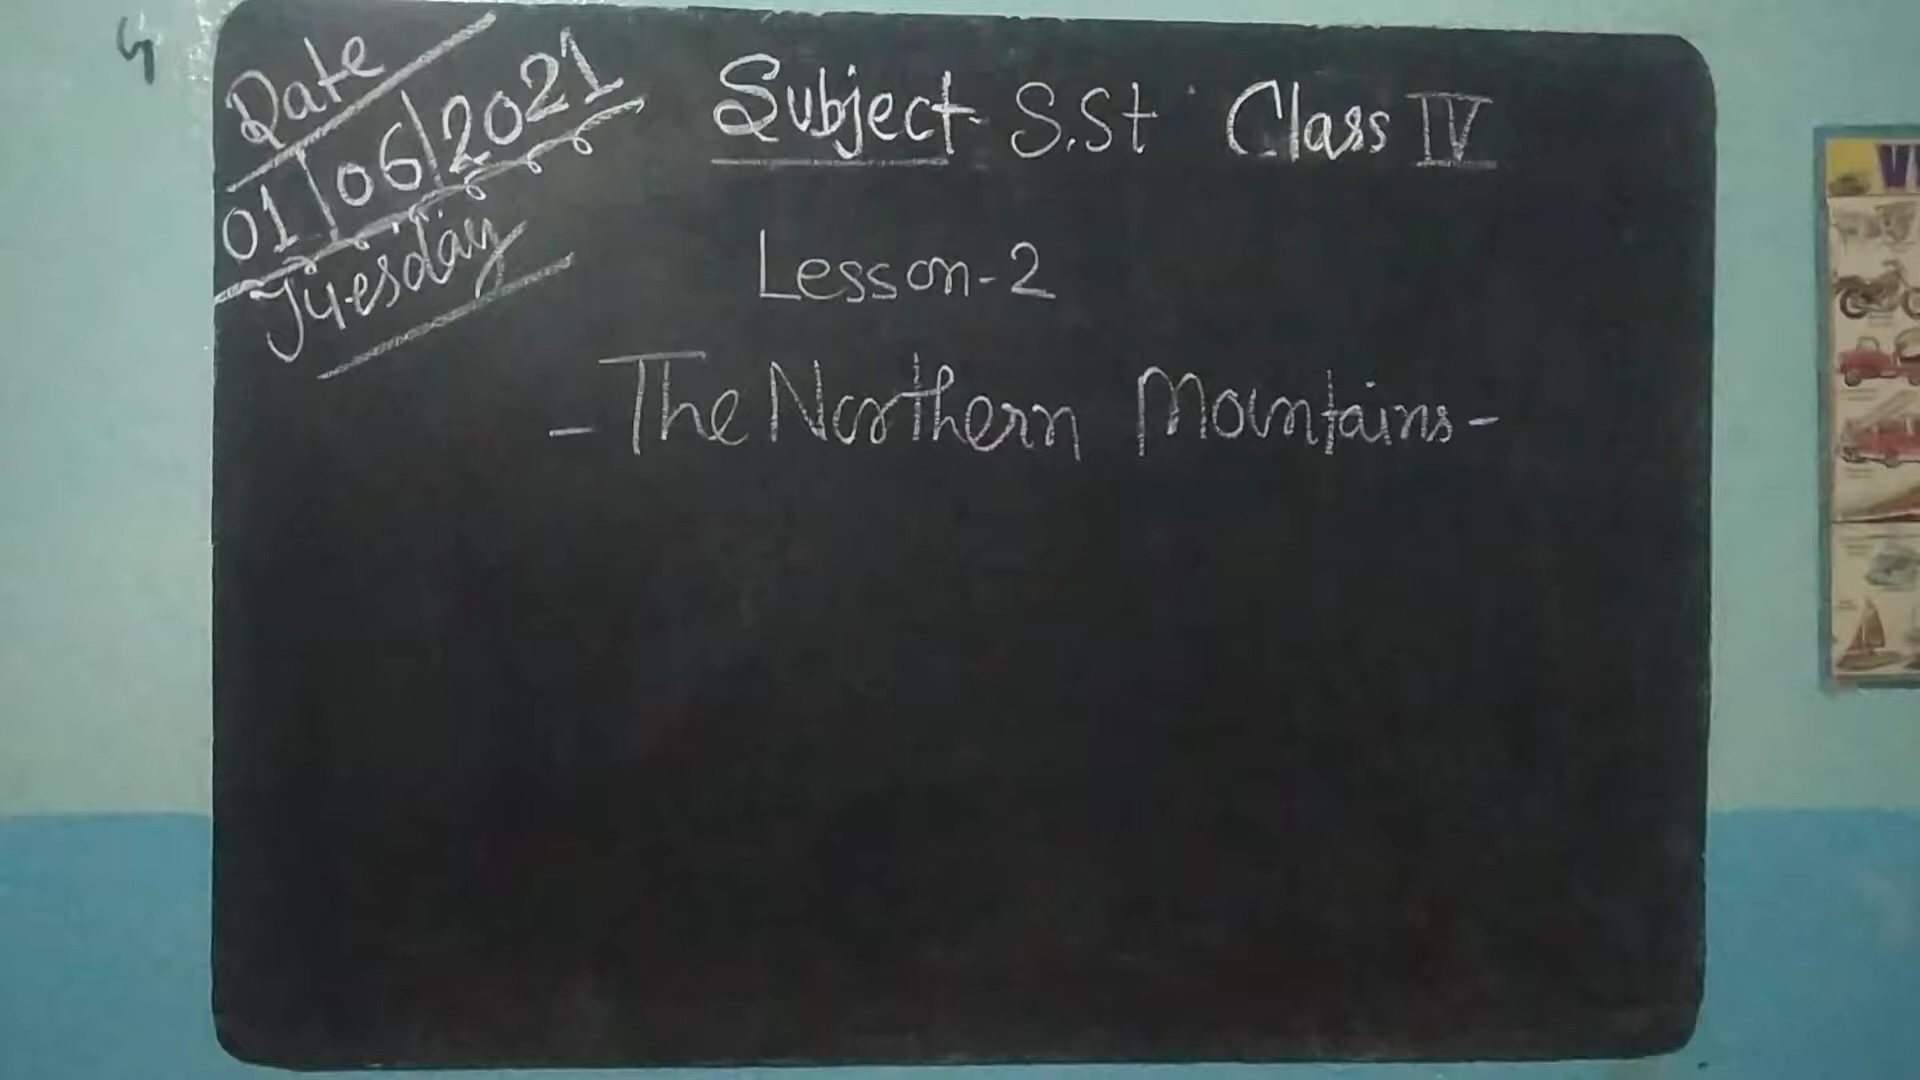 Date
01/06/2021
Tuesday
Subject- S.St Class IV
Lesson-2
- The Northern Mountains -